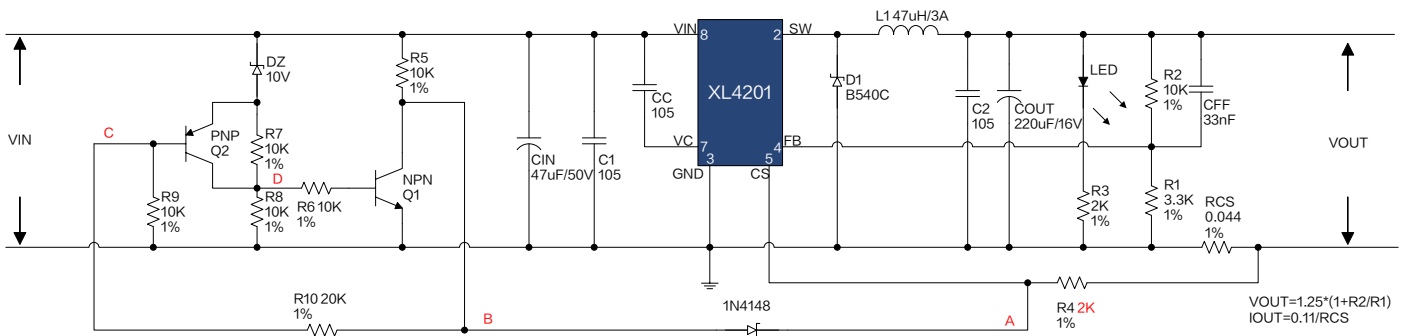 L1 47uH/3A
VIN
8
2
SW
DZ
10V
R5
10K
1%
XL4201
D1
B540C
LED
R2
10K
1%
CFF
33nF
CC
105
C2
105
COUT
220uF/16V
VIN
C
PNP
Q2
R7
10K
1%
VC
7
3
4
5
FB
GND
CS
CIN
47uF/50V
C1
105
VOUT
D
NPN
Q1
R9
10K
1%
R8
10K
1%
R6 10K
1%
R3
2K
1%
R1
3.3K
1%
RCS
0.044
1%
R10 20K
1%
B
1N4148
A
R4 2K
1%
VOUT=1.25*(1+R2/R1)
IOUT=0.11/RCS